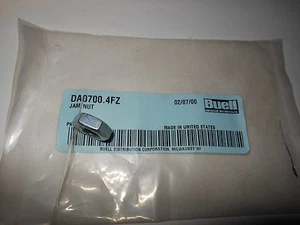 DA0700.4FZ 02/07/00 Buell
JAM NUT
MADE IN UNITED STATES
BUELL DISTRIBUTION CORPORATION, MILWAUKEE WI